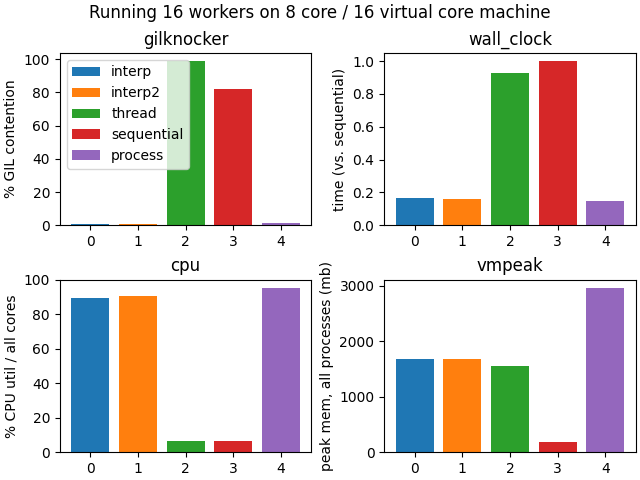 Running 16 workers on 8 core / 16 virtual core machine
gilknocker
% GIL contention
100
80
60
40
20
0
interp
interp2
thread
sequential
process
0 1 2 3 4
wall_clock
time (vs. sequential)
1.0
0.8
0.6
0.4
0.2
0.0
0 1 2 3 4
cpu
% CPU util / all cores
100
80
60
40
20
0
0 1 2 3 4
vmpeak
peak mem, all processes (mb)
3000
2000
1000
0
0 1 2 3 4